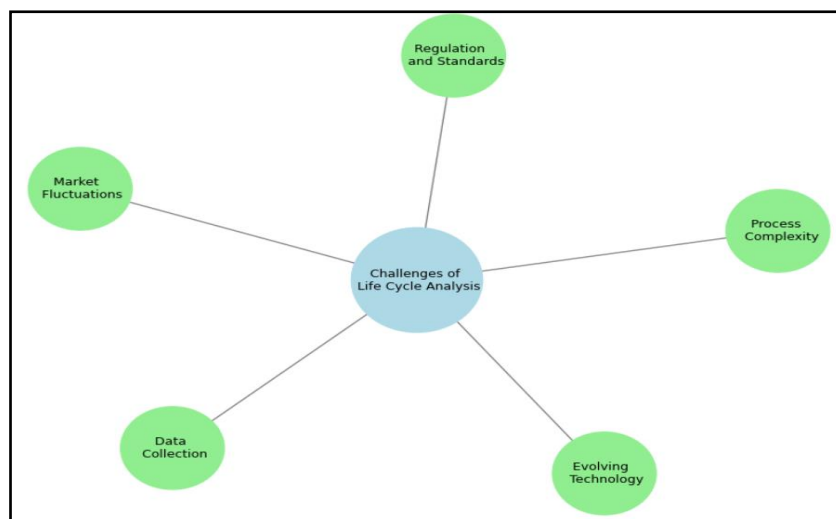 Regulation
and Standards
Market
Fluctuations
Process
Complexity
Challenges of
Life Cycle Analysis
Data
Collection
Evolving
Technology